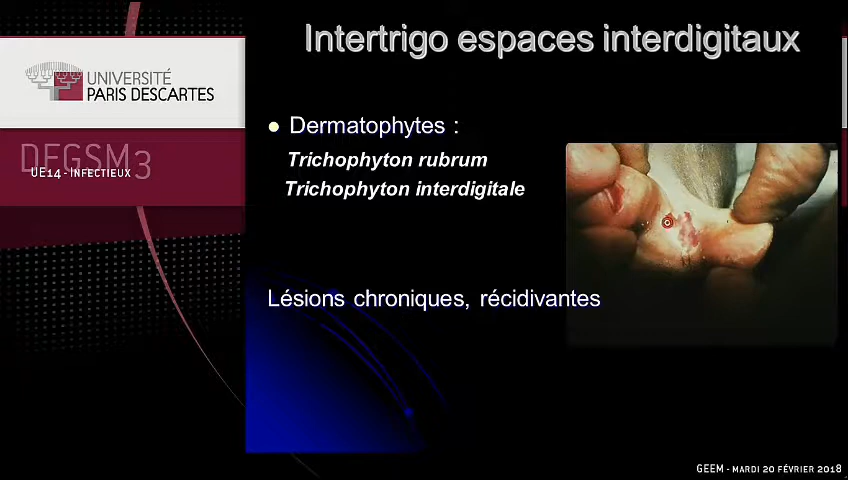 Intertrigo espaces interdigitaux
UNIVERSITÉ
PARIS DESCARTES
DFGSM3
UE14 - INFECTIEUX
Dermatophytes :
Trichophyton rubrum
Trichophyton interdigitale
Lésions chroniques, récidivantes
GEEM - MARDI 20 FÉVRIER 2018